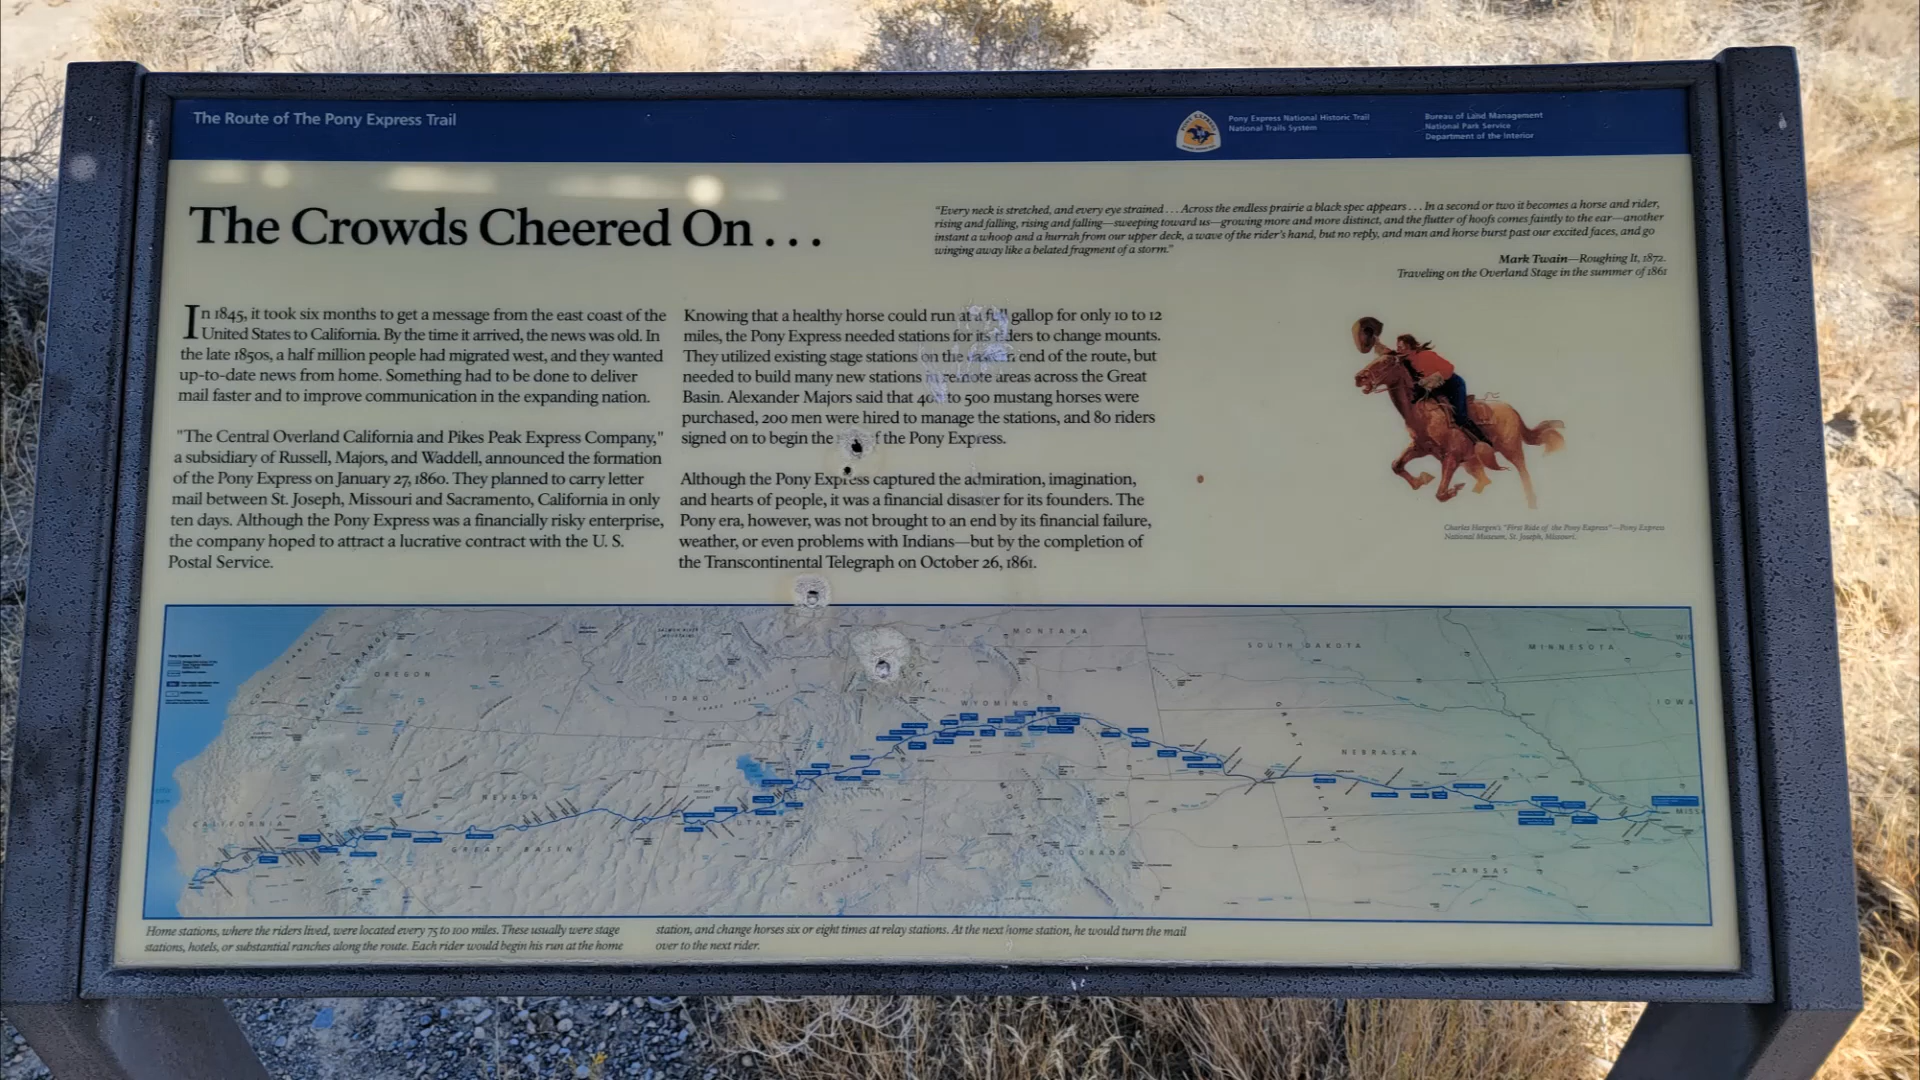 The Route of The Pony Express Trail
Pony Express National Historic Trail
National Trails System
Bureau of Land Management
National Park Service
Department of the Interior
The Crowds Cheered On . . .
"Every neck is stretched, and every eye strained . . . Across the endless prairie a black spec appears . . . In a second or two it becomes a horse and rider,
rising and falling, rising and falling—sweeping toward us—growing more and more distinct, and the flutter of hoofs comes faintly to the ear—another
instant a whoop and a hurrah from our upper deck, a wave of the rider's hand, but no reply, and man and horse burst past our excited faces, and go
winging away like a belated fragment of a storm."
Mark Twain—Roughing It, 1872.
Traveling on the Overland Stage in the summer of 1861
In 1845, it took six months to get a message from the east coast of the
United States to California. By the time it arrived, the news was old. In
the late 1850s, a half million people had migrated west, and they wanted
up-to-date news from home. Something had to be done to deliver
mail faster and to improve communication in the expanding nation.
"The Central Overland California and Pikes Peak Express Company,"
a subsidiary of Russell, Majors, and Waddell, announced the formation
of the Pony Express on January 27, 1860. They planned to carry letter
mail between St. Joseph, Missouri and Sacramento, California in only
ten days. Although the Pony Express was a financially risky enterprise,
the company hoped to attract a lucrative contract with the U. S.
Postal Service.
Knowing that a healthy horse could run at a full gallop for only 10 to 12
miles, the Pony Express needed stations for its riders to change mounts.
They utilized existing stage stations on the eastern end of the route, but
needed to build many new stations in remote areas across the Great
Basin. Alexander Majors said that 400 to 500 mustang horses were
purchased, 200 men were hired to manage the stations, and 80 riders
signed on to begin the f the Pony Express.
Although the Pony Express captured the admiration, imagination,
and hearts of people, it was a financial disaster for its founders. The
Pony era, however, was not brought to an end by its financial failure,
weather, or even problems with Indians—but by the completion of
the Transcontinental Telegraph on October 26, 1861.
Charles Hargen's "First Ride of the Pony Express"—Pony Express
National Museum, St. Joseph, Missouri.
MONTANA
SOUTH DAKOTA
MINNESOTA
OREGON
IDAHO
WYOMING
IOWA
NEBRASKA
GREAT PLAINS
CASCADE RANGE
NEVADA
CALIFORNIA
UTAH
GREAT BASIN
COLORADO
KANSAS
MISS
Home stations, where the riders lived, were located every 75 to 100 miles. These usually were stage
stations, hotels, or substantial ranches along the route. Each rider would begin his run at the home
station, and change horses six or eight times at relay stations. At the next home station, he would turn the mail
over to the next rider.